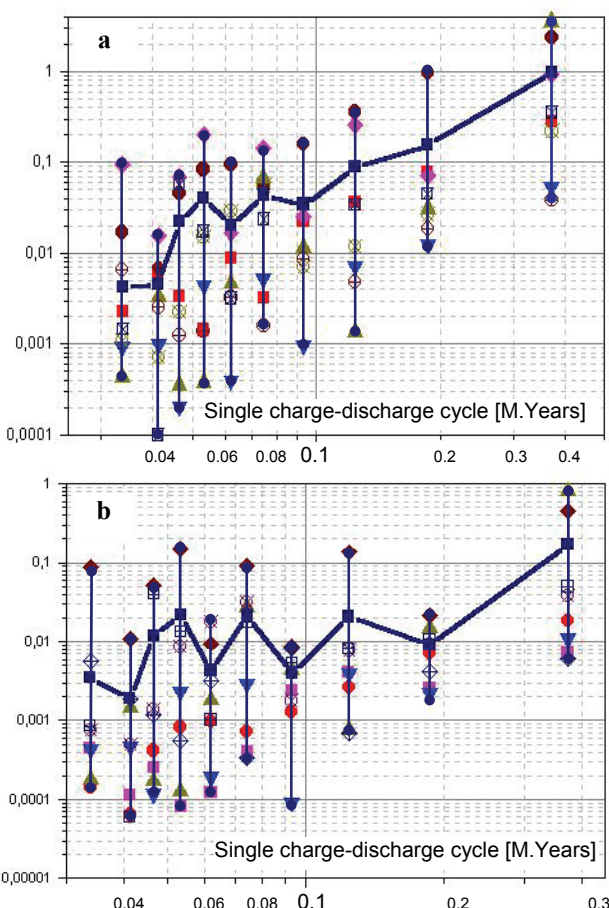 a
1
0,1
0,01
0,001
0,0001
Single charge-discharge cycle [M.Years]
0.04 0.06 0.08 0.1 0.2 0.3 0.4
b
1
0,1
0,01
0,001
0,0001
0,00001
Single charge-discharge cycle [M.Years]
0.04 0.06 0.08 0.1 0.2 0.3